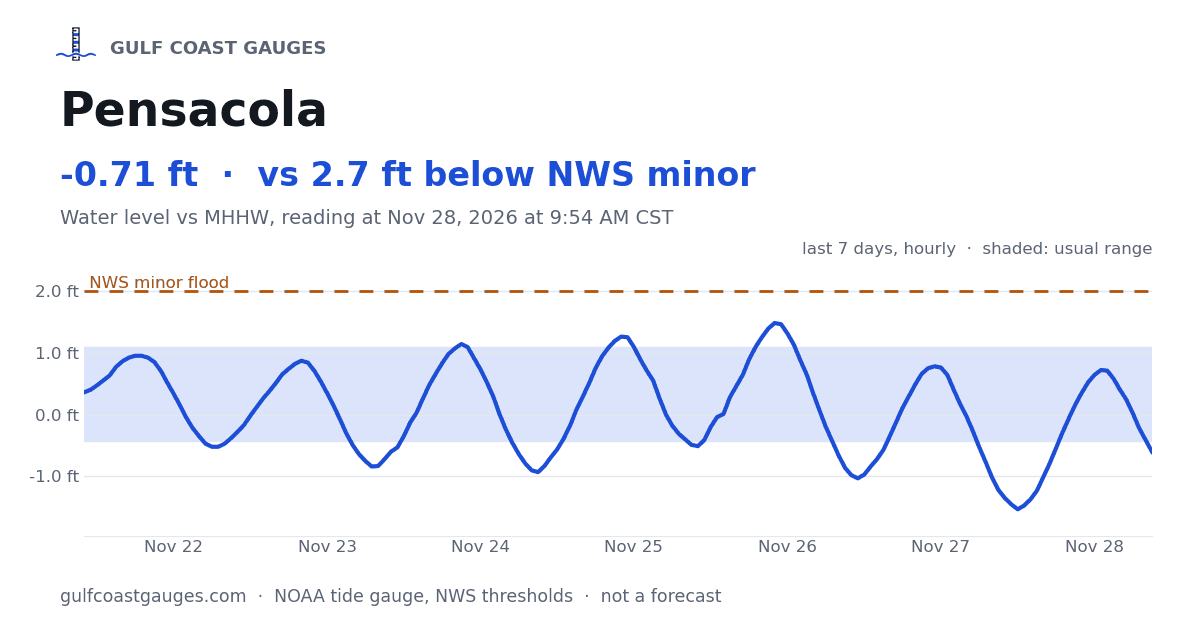 GULF COAST GAUGES
Pensacola
-0.71 ft · vs 2.7 ft below NWS minor
Water level vs MHHW, reading at Nov 28, 2026 at 9:54 AM CST
last 7 days, hourly · shaded: usual range
NWS minor flood
2.0 ft
1.0 ft
0.0 ft
-1.0 ft
Nov 22 Nov 23 Nov 24 Nov 25 Nov 26 Nov 27 Nov 28
gulfcoastgauges.com · NOAA tide gauge, NWS thresholds · not a forecast